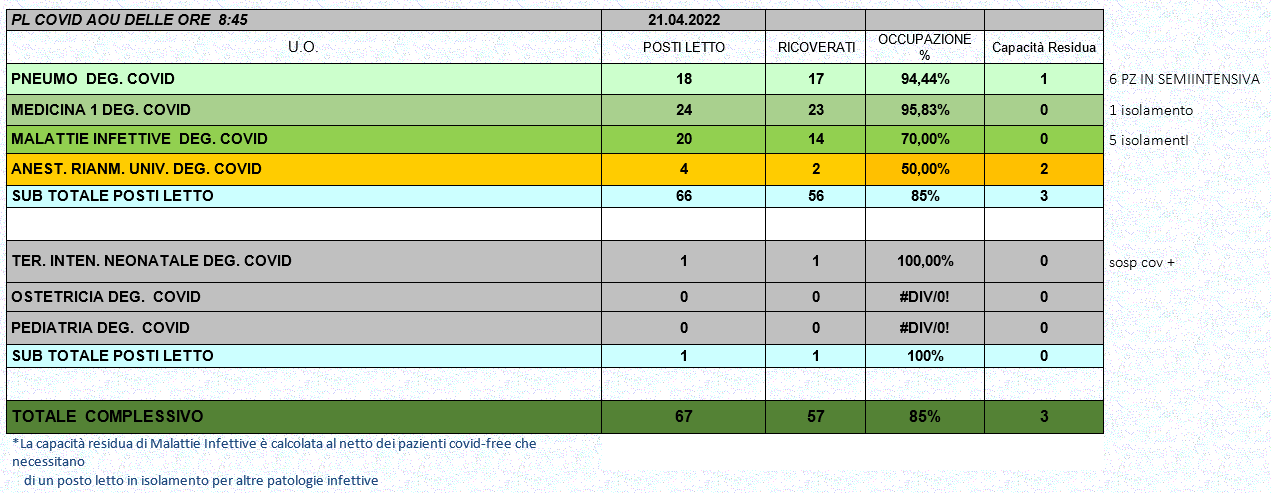 PL COVID AOU DELLE ORE 8:45 21.04.2022
U.O. POSTI LETTO RICOVERATI OCCUPAZIONE % Capacità Residua
PNEUMO DEG. COVID 18 17 94,44% 1 6 PZ IN SEMIINTENSIVA
MEDICINA 1 DEG. COVID 24 23 95,83% 0 1 isolamento
MALATTIE INFETTIVE DEG. COVID 20 14 70,00% 0 5 isolamentI
ANEST. RIANM. UNIV. DEG. COVID 4 2 50,00% 2
SUB TOTALE POSTI LETTO 66 56 85% 3
TER. INTEN. NEONATALE DEG. COVID 1 1 100,00% 0 sosp cov +
OSTETRICIA DEG. COVID 0 0 #DIV/0! 0
PEDIATRIA DEG. COVID 0 0 #DIV/0! 0
SUB TOTALE POSTI LETTO 1 1 100% 0
TOTALE COMPLESSIVO 67 57 85% 3
*La capacità residua di Malattie Infettive è calcolata al netto dei pazienti covid-free che
necessitano
di un posto letto in isolamento per altre patologie infettive